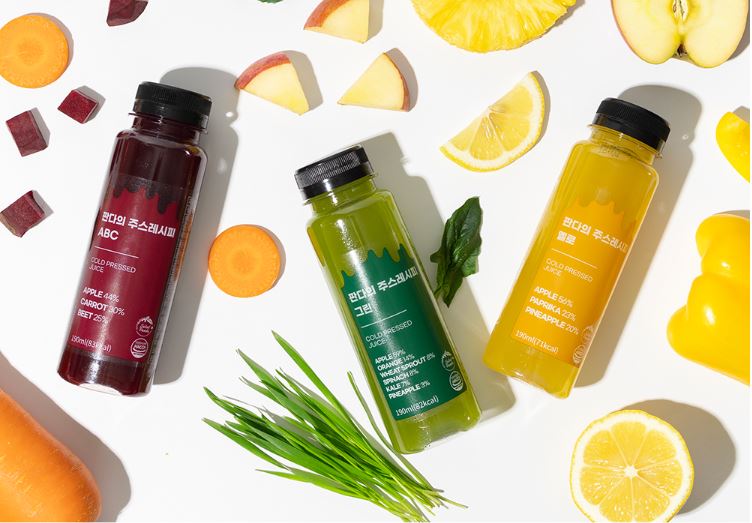 판다의 주스레시피
ABC
COLD PRESSED
JUICE
APPLE 44%
CARROT 30%
BEET 25%
190ml(83kcal)
판다의 주스레시피
그린
COLD PRESSED
JUICE
APPLE 59%
ORANGE 14%
WHEAT SPROUT 8%
SPINACH 8%
KALE 7%
PINEAPPLE 3%
190ml(82kcal)
판다의 주스레시피
옐로
COLD PRESSED
JUICE
APPLE 56%
PAPRIKA 23%
PINEAPPLE 20%
190ml(71kcal)